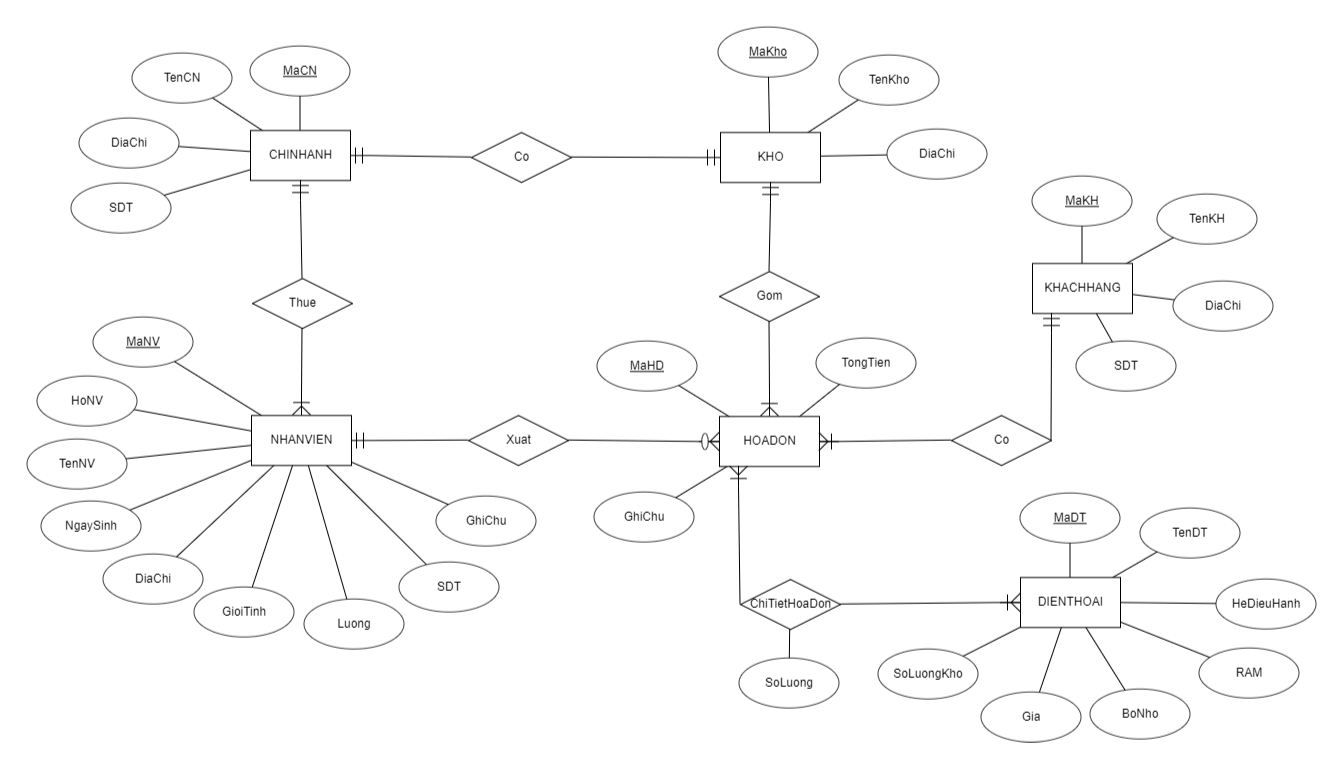 MaKho
MaCN
TenCN
TenKho
DiaChi
CHINHANH
Co
KHO
DiaChi
SDT
MaKH
TenKH
KHACHHANG
Thue
Gom
DiaChi
MaNV
MaHD
TongTien
SDT
HoNV
NHANVIEN
Xuat
HOADON
Co
TenNV
NgaySinh
GhiChu
GhiChu
MaDT
TenDT
DiaChi
SDT
GioiTinh
Luong
ChiTietHoaDon
DIENTHOAI
HeDieuHanh
SoLuong
SoLuongKho
RAM
Gia
BoNho